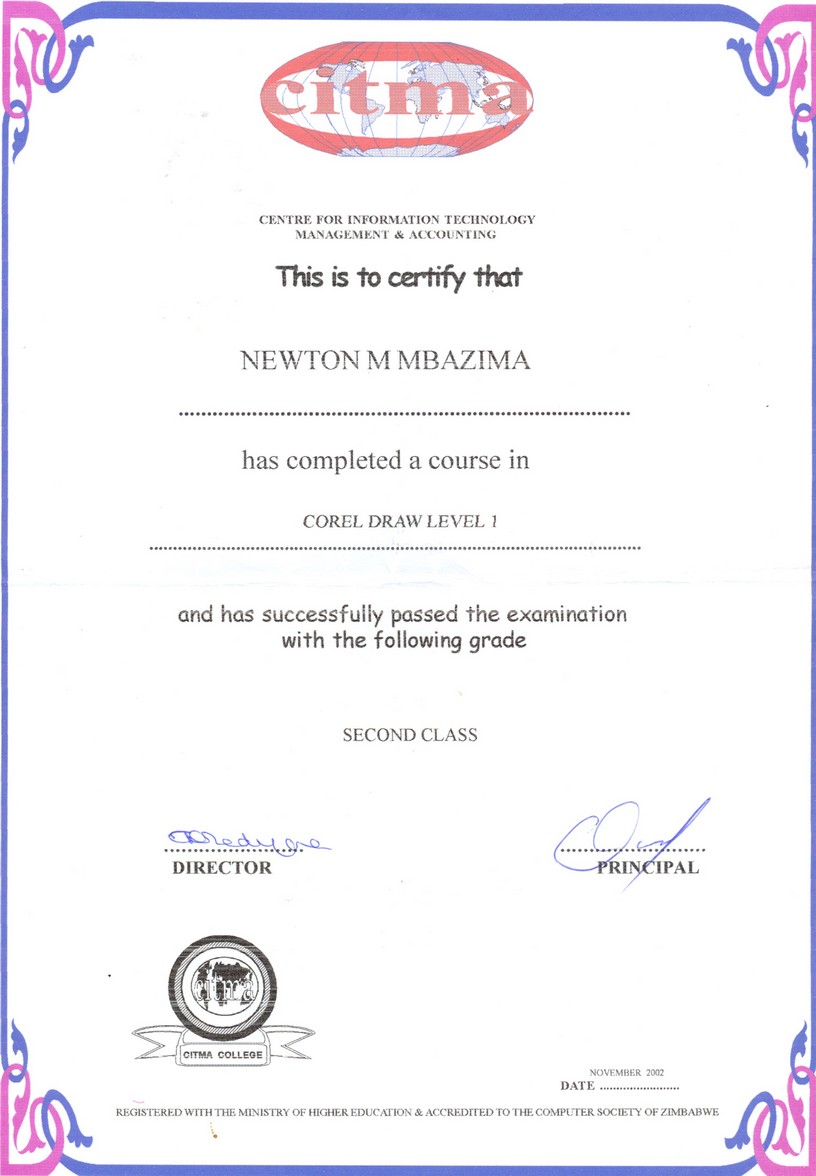 citma
CENTRE FOR INFORMATION TECHNOLOGY
MANAGEMENT & ACCOUNTING
This is to certify that
NEWTON M MBAZIMA
has completed a course in
COREL DRAW LEVEL 1
and has successfully passed the examination
with the following grade
SECOND CLASS
DIRECTOR
PRINCIPAL
citma
CITMA COLLEGE
NOVEMBER 2002
DATE ........................
REGISTERED WITH THE MINISTRY OF HIGHER EDUCATION & ACCREDITED TO THE COMPUTER SOCIETY OF ZIMBABWE